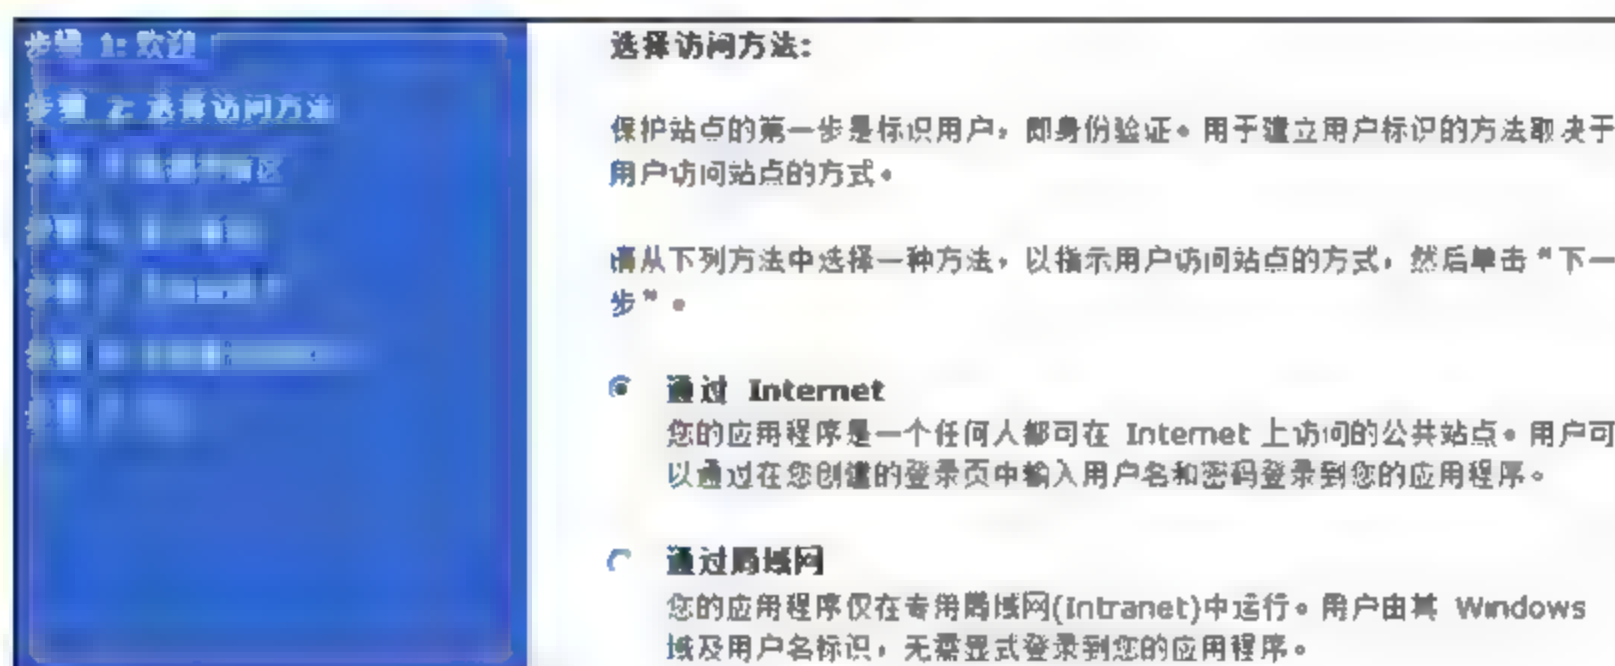 步骤 1: 欢迎
步骤 2: 选择访问方法
选择访问方法:
保护站点的第一步是标识用户，即身份验证。用于建立用户标识的方法取决于
用户访问站点的方式。
请从下列方法中选择一种方法，以指示用户访问站点的方式，然后单击“下一
步”。
通过 Internet
您的应用程序是一个任何人都可在 Internet 上访问的公共站点。用户可
以通过在您创建的登录页中输入用户名和密码登录到您的应用程序。
通过局域网
您的应用程序仅在专用局域网(Intranet)中运行。用户由其 Windows
域及用户名标识，无需显式登录到您的应用程序。